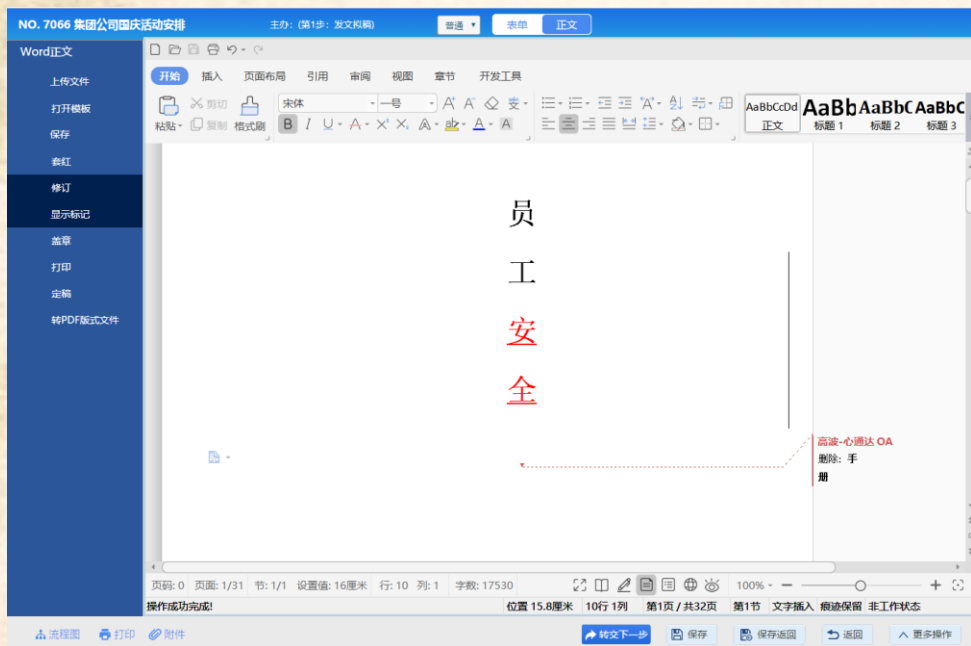 NO. 7066 集团公司国庆活动安排 主办: (第1步: 发文拟稿) 普通 表单 正文
Word正文
上传文件
打开模板
保存
套红
修订
显示标记
盖章
打印
定稿
转PDF版式文件
开始 插入 页面布局 引用 审阅 视图 章节 开发工具
粘贴 剪切 复制 格式刷 宋体 一号
B I U A X² X₂ A ab A A
AaBbCcDd AaBb AaBbC AaBbC
正文 标题 1 标题 2 标题 3
员
工
安
全
高波-心通达 OA
删除: 手
册
页码: 0 页面: 1/31 节: 1/1 设置值: 16厘米 行: 10 列: 1 字数: 17530 100%
操作成功完成! 位置 15.8厘米 10行 1列 第1页 / 共32页 第1节 文字插入 痕迹保留 非工作状态
流程图 打印 附件 转交下一步 保存 保存返回 返回 更多操作